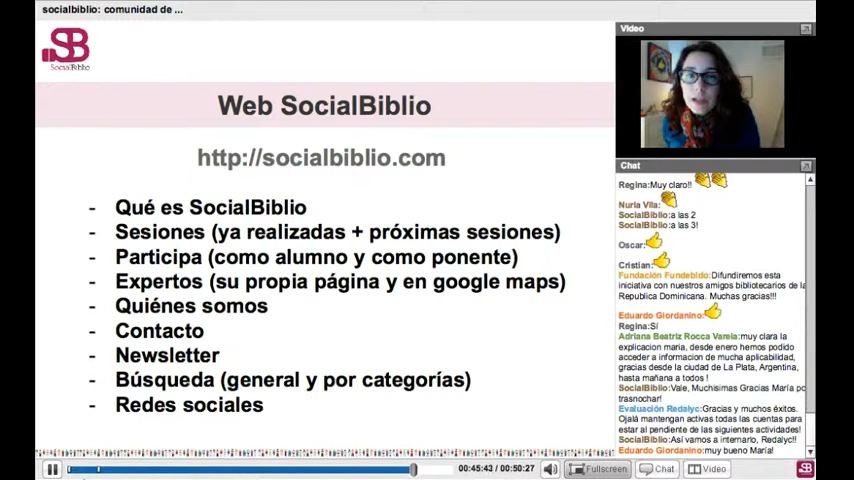 socialbiblio: comunidad de ...
SB
SocialBiblio
Web SocialBiblio
http://socialbiblio.com
- Qué es SocialBiblio
- Sesiones (ya realizadas + próximas sesiones)
- Participa (como alumno y como ponente)
- Expertos (su propia página y en google maps)
- Quiénes somos
- Contacto
- Newsletter
- Búsqueda (general y por categorías)
- Redes sociales
Video
Chat
Regina:Muy claro!!
Nuria Vila:
SocialBiblio:a las 2
SocialBiblio:a las 3!
Oscar:
Cristian:
Fundación Fundebido:Difundiremos esta
iniciativa con nuestros amigos bibliotecarios de la
Republica Dominicana. Muchas gracias!!!
Eduardo Giordanino:
Regina:Sí
Adriana Beatriz Rocca Varela:muy clara la
explicacion maria, desde enero hemos podido
acceder a informacion de mucha aplicabilidad,
gracias desde la ciudad de La Plata, Argentina,
hasta mañana a todos !
SocialBiblio:Vale, Muchisimas Gracias María por
trasnochar!
Evaluación Redalyc:Gracias y muchos éxitos.
Ojalá mantengan activas todas las cuentas para
estar al pendiente de las siguientes actividades!
SocialBiblio:Así vamos a internarlo, Redalyc!!
Eduardo Giordanino:muy bueno María!
00:45:43 / 00:50:27
Fullscreen
Chat
Video
SB